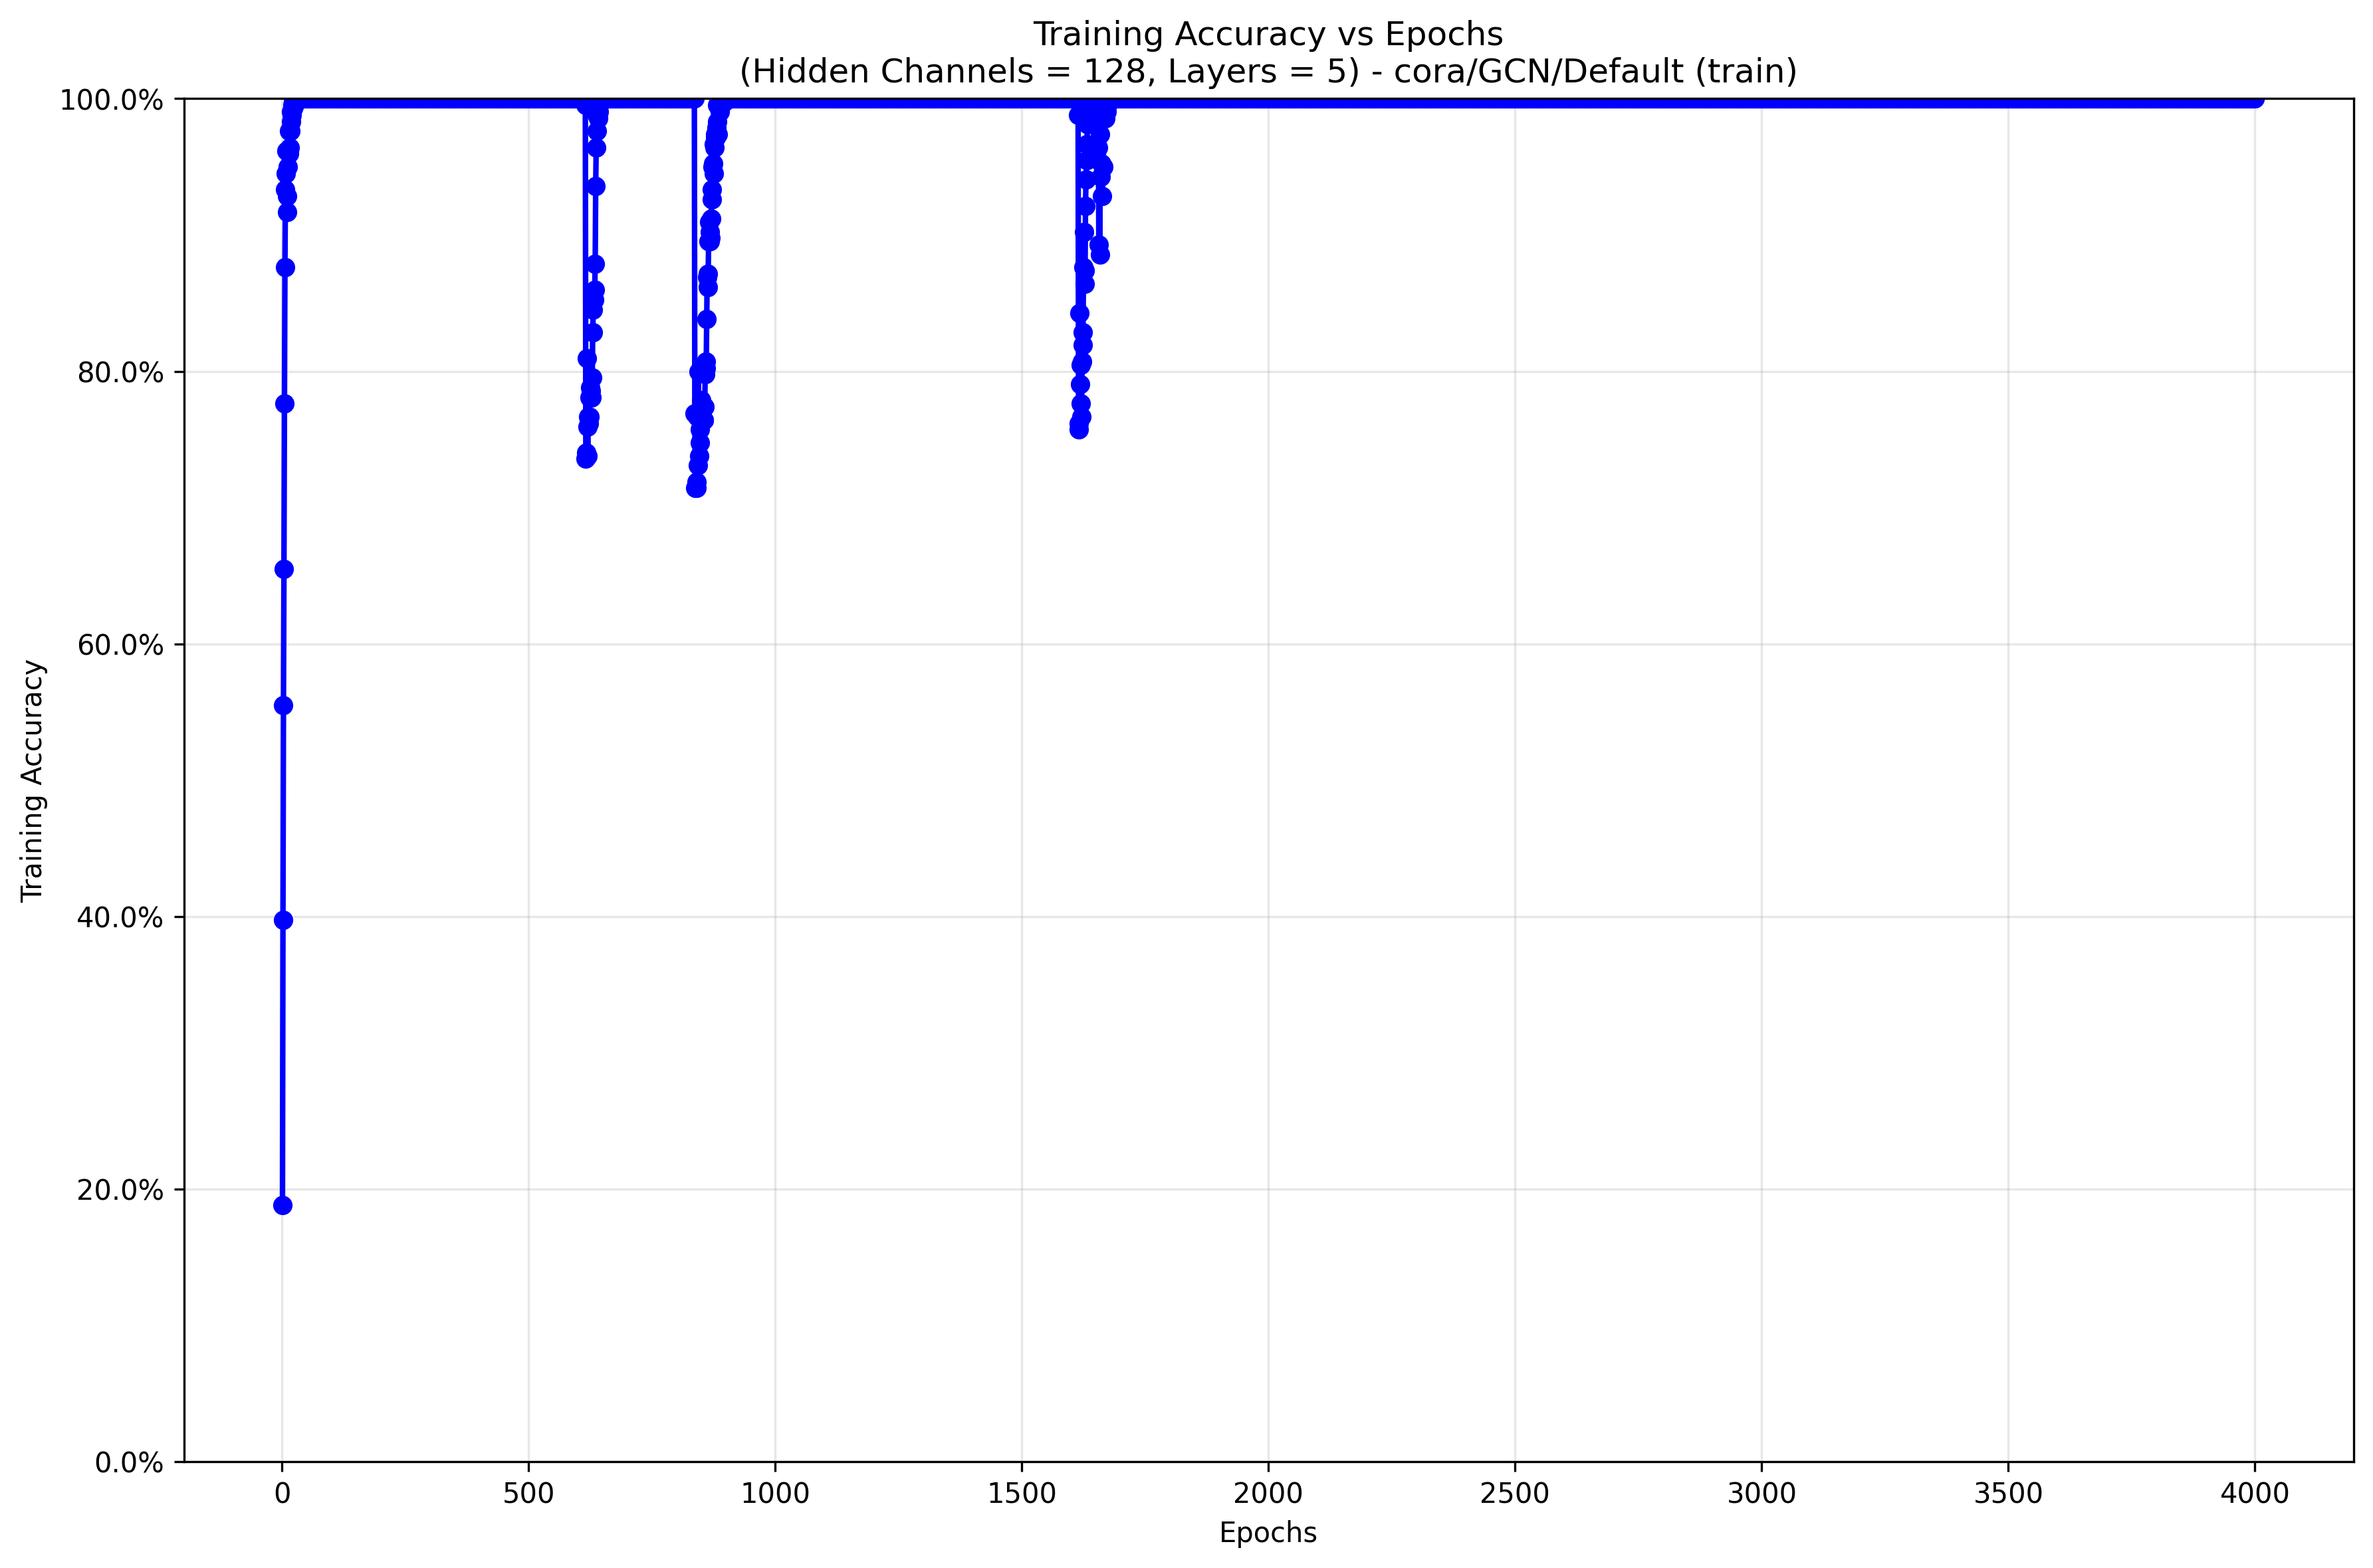 Training Accuracy vs Epochs
(Hidden Channels = 128, Layers = 5) - cora/GCN/Default (train)
100.0%
80.0%
60.0%
40.0%
20.0%
0.0%
Training Accuracy
0 500 1000 1500 2000 2500 3000 3500 4000
Epochs